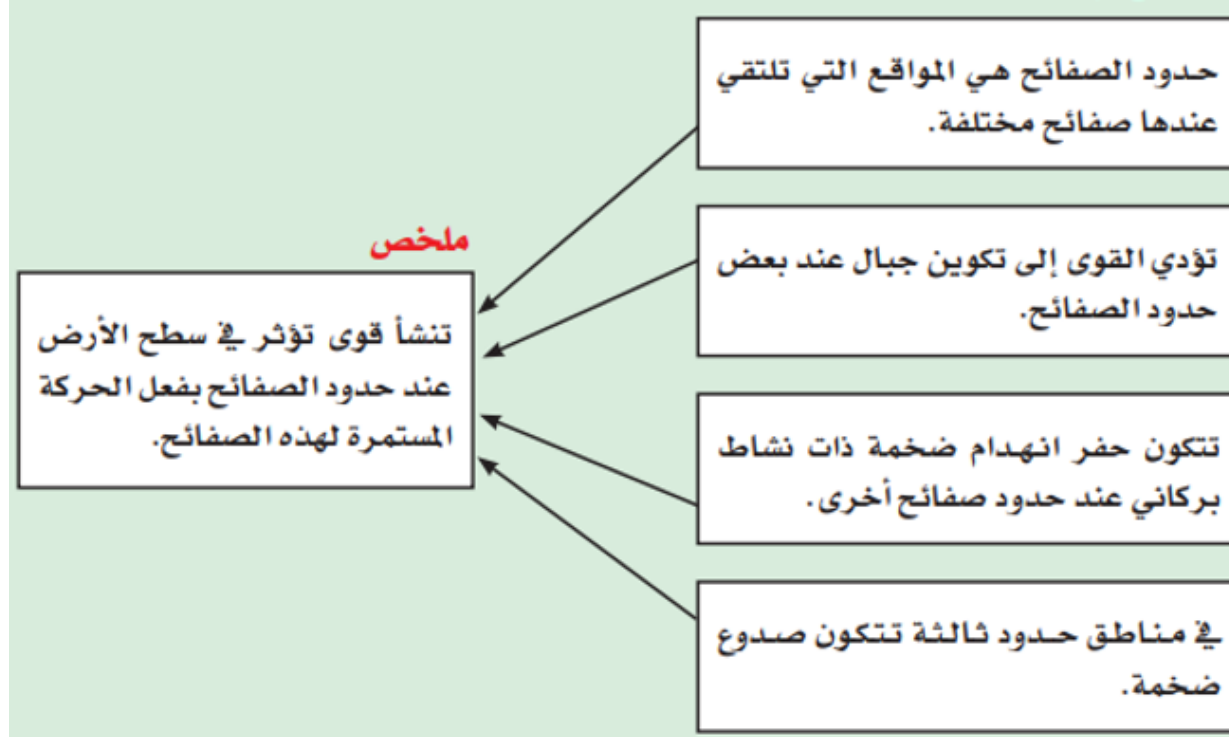 حدود الصفائح هي المواقع التي تلتقي
عندها صفائح مختلفة.
تؤدي القوى إلى تكوين جبال عند بعض
حدود الصفائح.
تتكون حفر انهدام ضخمة ذات نشاط
بركاني عند حدود صفائح أخرى.
في مناطق حدود ثالثة تتكون صدوع
ضخمة.
ملخص
تنشأ قوى تؤثر في سطح الأرض
عند حدود الصفائح بفعل الحركة
المستمرة لهذه الصفائح.